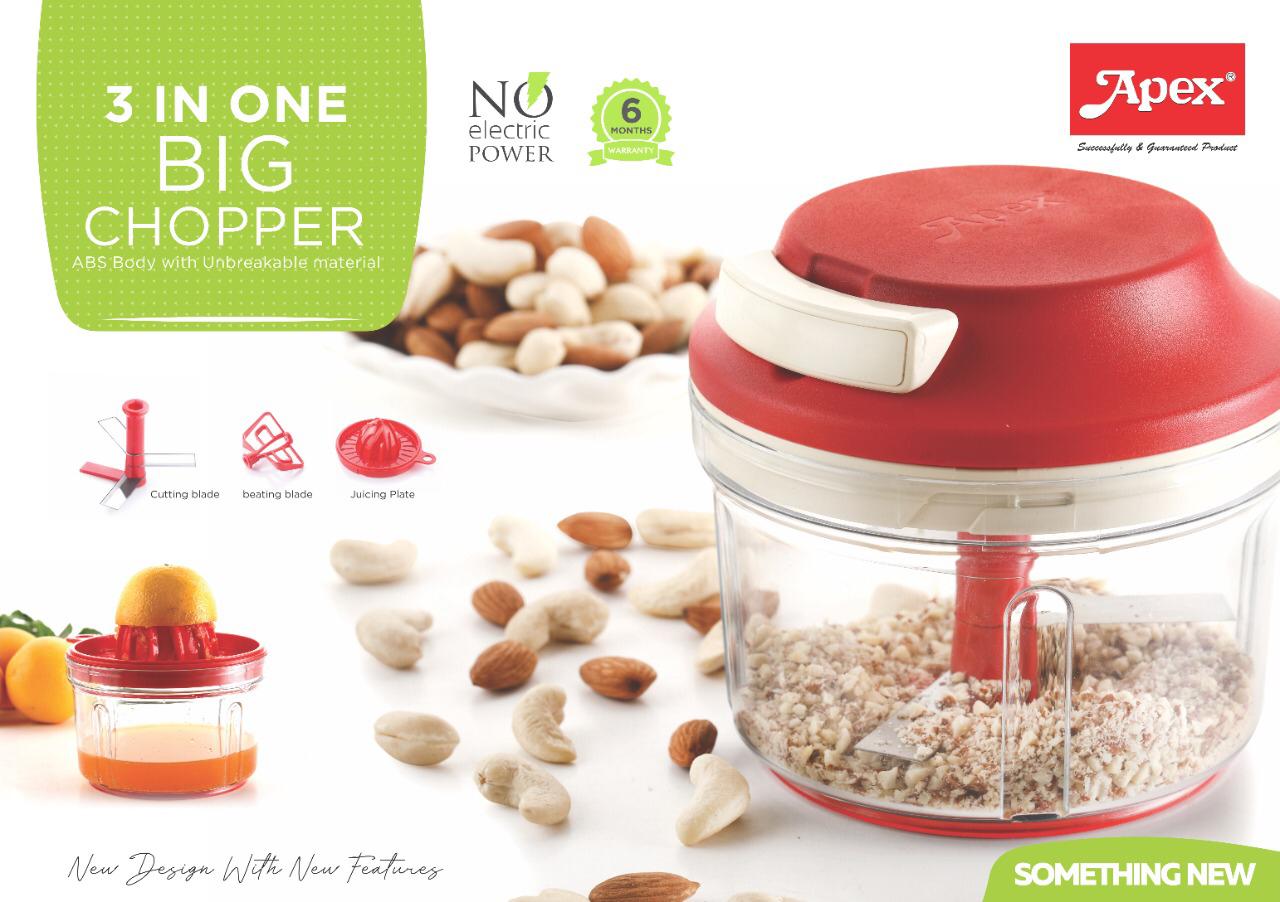 3 IN ONE
BIG
CHOPPER
ABS Body with Unbreakable material
NO
electric
POWER
6
MONTHS
WARRANTY
Apex®
Successfully & Guaranteed Product
Apex
Cutting blade
beating blade
Juicing Plate
New Design With New Features
SOMETHING NEW